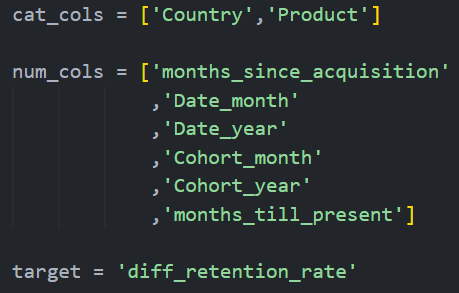 cat_cols = ['Country','Product']
num_cols = ['months_since_acquisition'
,'Date_month'
,'Date_year'
,'Cohort_month'
,'Cohort_year'
,'months_till_present']
target = 'diff_retention_rate'